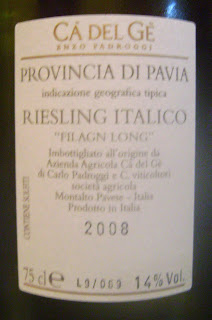 CÀ DEL GÈ
ENZO PADROGGI
PROVINCIA DI PAVIA
indicazione geografica tipica
RIESLING ITALICO
"FILAGN LONG"
Imbottigliato all'origine da
Azienda Agricola Cà del Gè
di Carlo Padroggi e C. viticoltori
società agricola
Montalto Pavese - Italia
Prodotto in Italia
CONTIENE SOLFITI
2008
75 cl e L9/069 14% Vol.